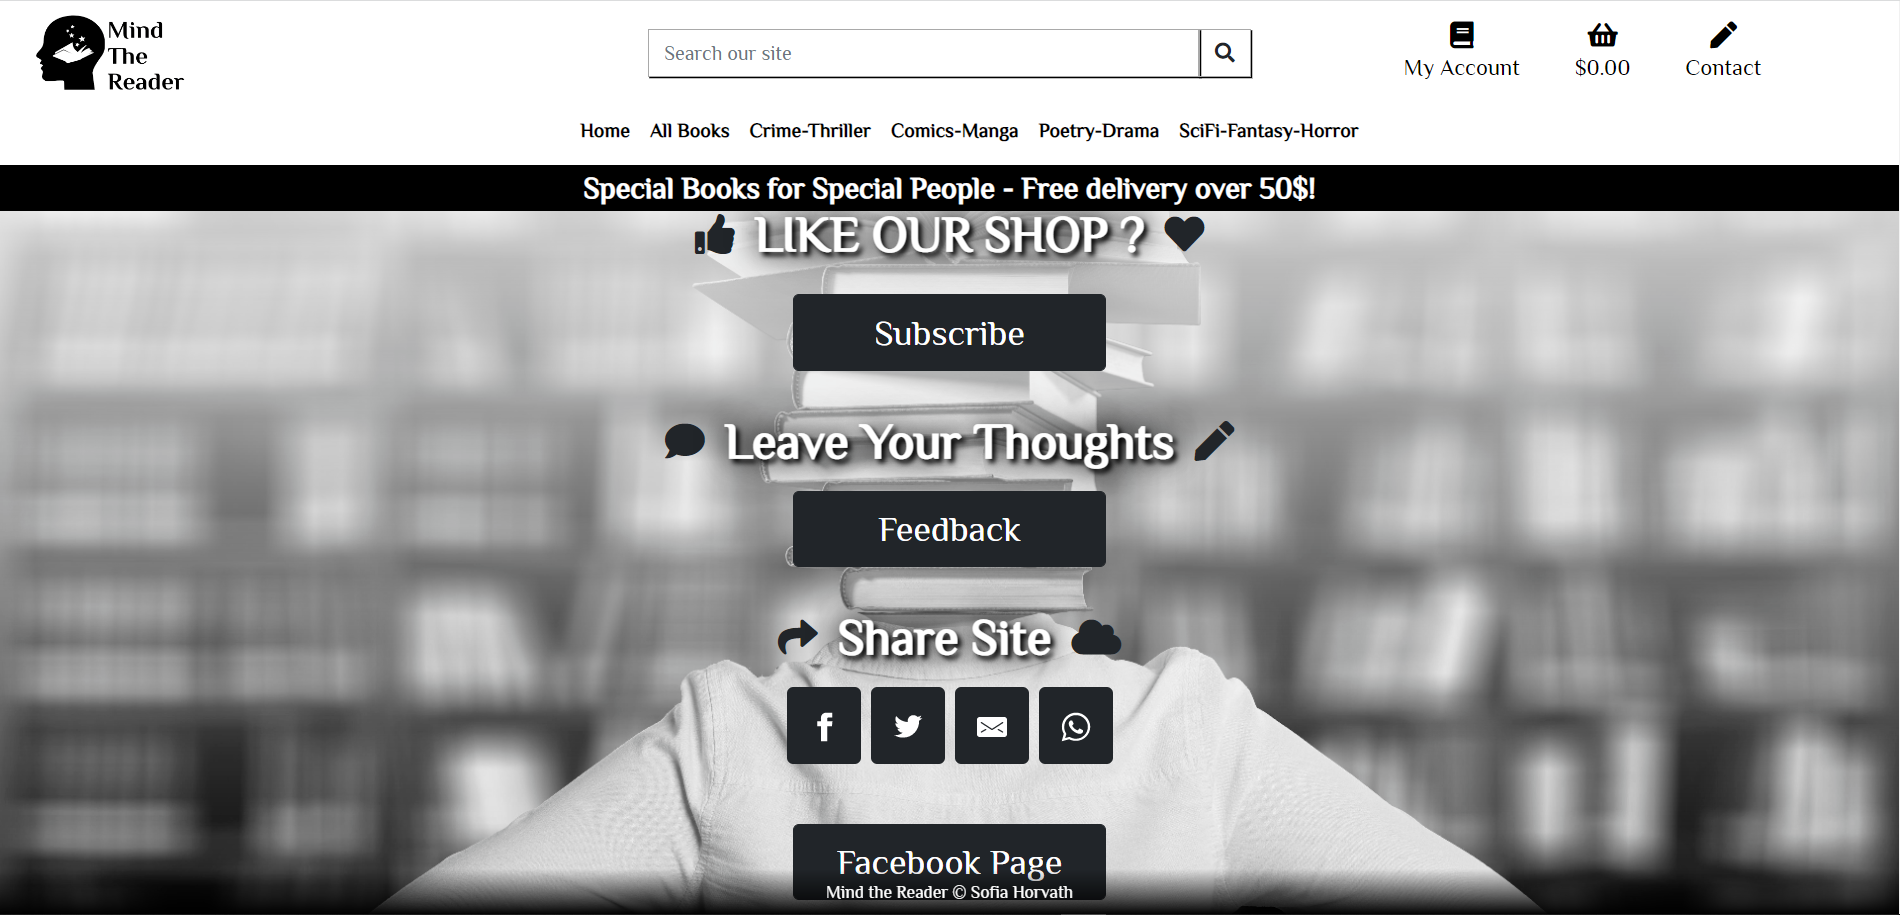 Mind
The
Reader
Search our site
My Account
$0.00
Contact
Home All Books Crime-Thriller Comics-Manga Poetry-Drama SciFi-Fantasy-Horror
Special Books for Special People - Free delivery over 50$!
LIKE OUR SHOP ?
Subscribe
Leave Your Thoughts
Feedback
Share Site
Facebook Page
Mind the Reader © Sofia Horvath